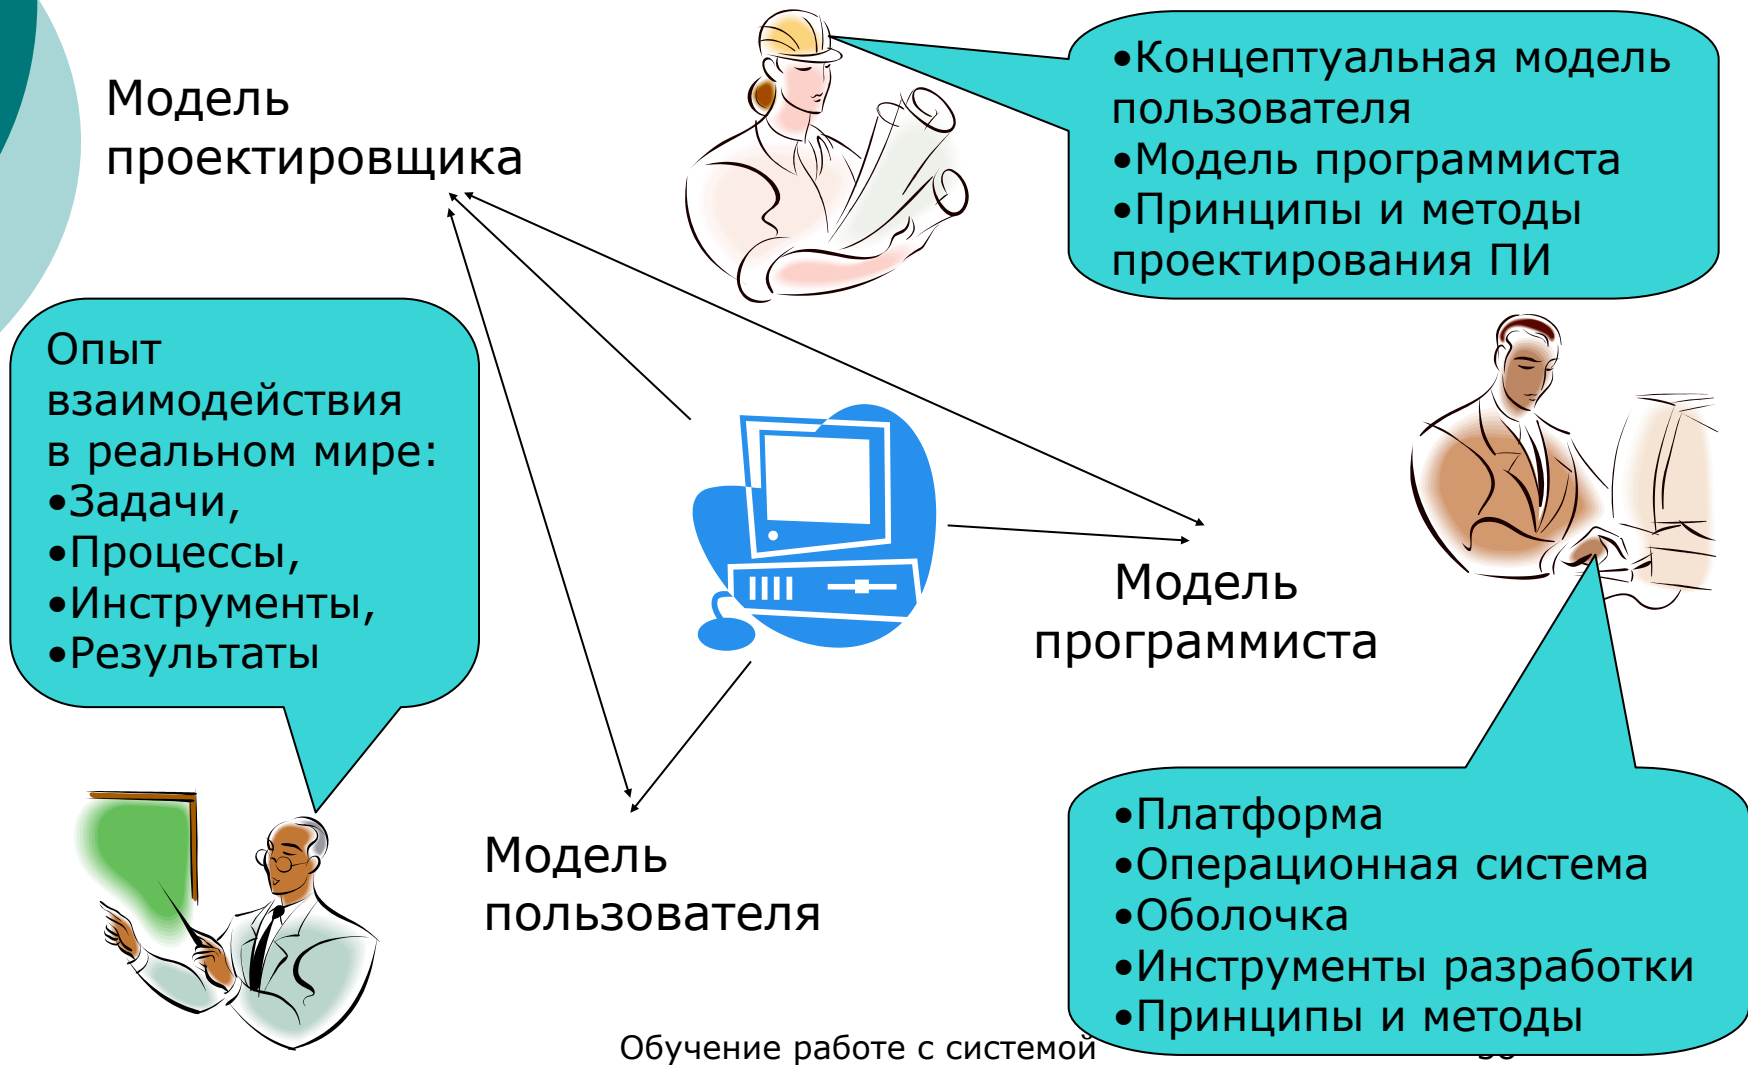 Модель
проектировщика
•Концептуальная модель
пользователя
•Модель программиста
•Принципы и методы
проектирования ПИ
Опыт
взаимодействия
в реальном мире:
•Задачи,
•Процессы,
•Инструменты,
•Результаты
Модель
программиста
Модель
пользователя
•Платформа
•Операционная система
•Оболочка
•Инструменты разработки
•Принципы и методы
Обучение работе с системой